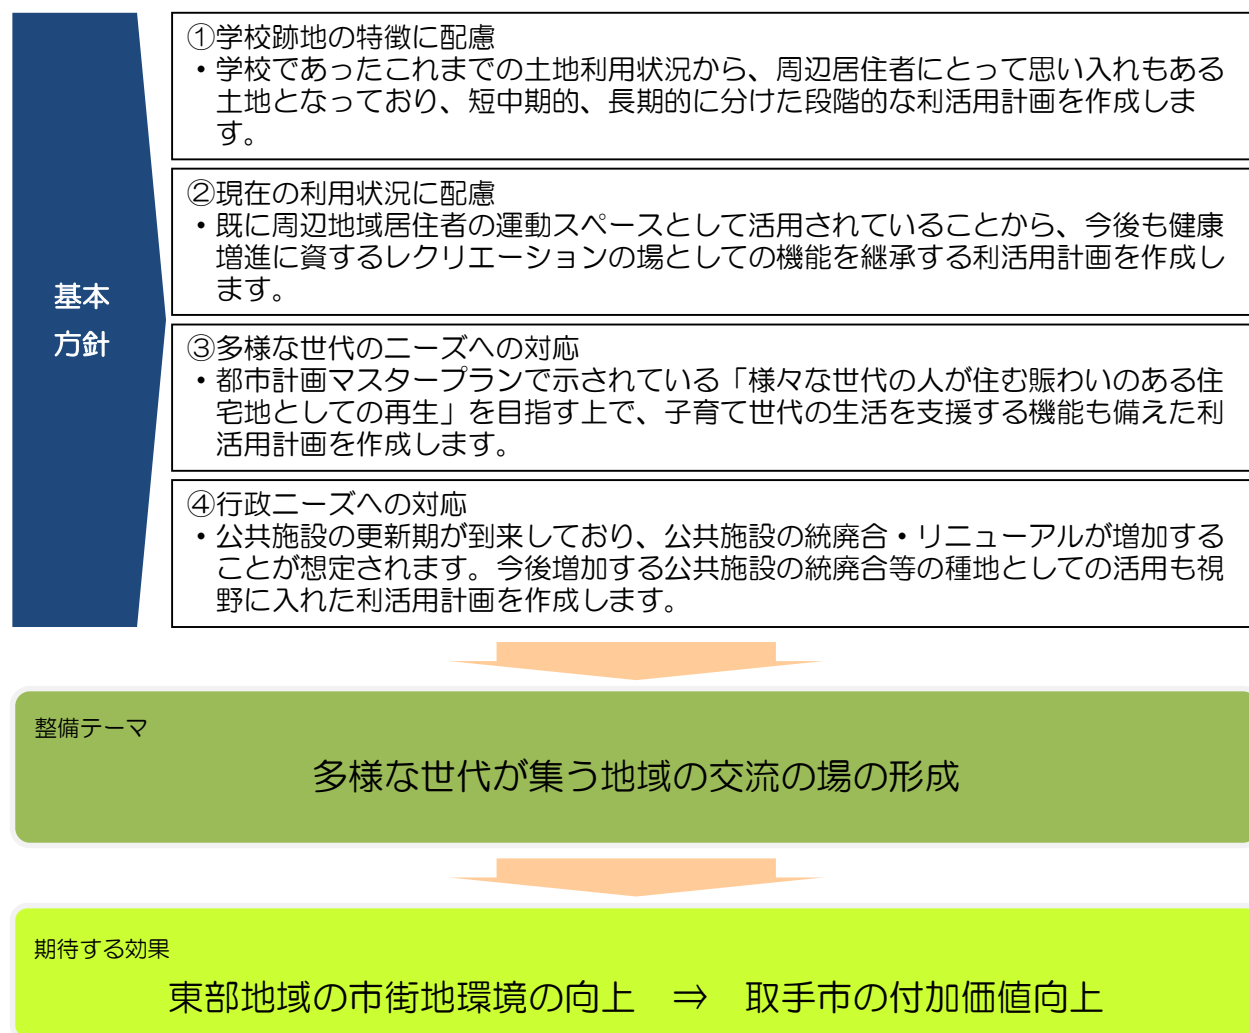 基本
方針
①学校跡地の特徴に配慮
・学校であったこれまでの土地利用状況から、周辺居住者にとって思い入れもある
土地となっており、短中期的、長期的に分けた段階的な利活用計画を作成しま
す。
②現在の利用状況に配慮
・既に周辺地域居住者の運動スペースとして活用されていることから、今後も健康
増進に資するレクリエーションの場としての機能を継承する利活用計画を作成し
ます。
③多様な世代のニーズへの対応
・都市計画マスタープランで示されている「様々な世代の人が住む賑わいのある住
宅地としての再生」を目指す上で、子育て世代の生活を支援する機能も備えた利
活用計画を作成します。
④行政ニーズへの対応
・公共施設の更新期が到来しており、公共施設の統廃合・リニューアルが増加する
ことが想定されます。今後増加する公共施設の統廃合等の種地としての活用も視
野に入れた利活用計画を作成します。
整備テーマ
多様な世代が集う地域の交流の場の形成
期待する効果
東部地域の市街地環境の向上　⇒　取手市の付加価値向上